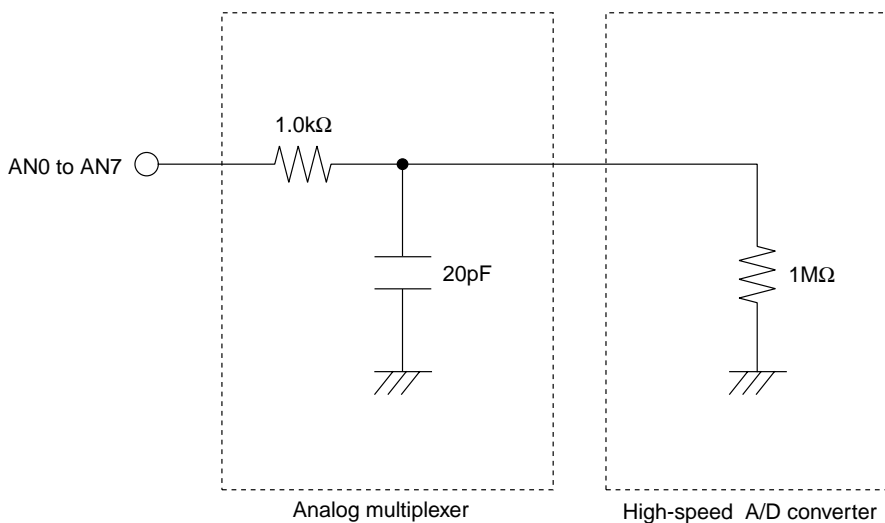 1.0kΩ
AN0 to AN7
20pF
1MΩ
Analog multiplexer
High-speed A/D converter